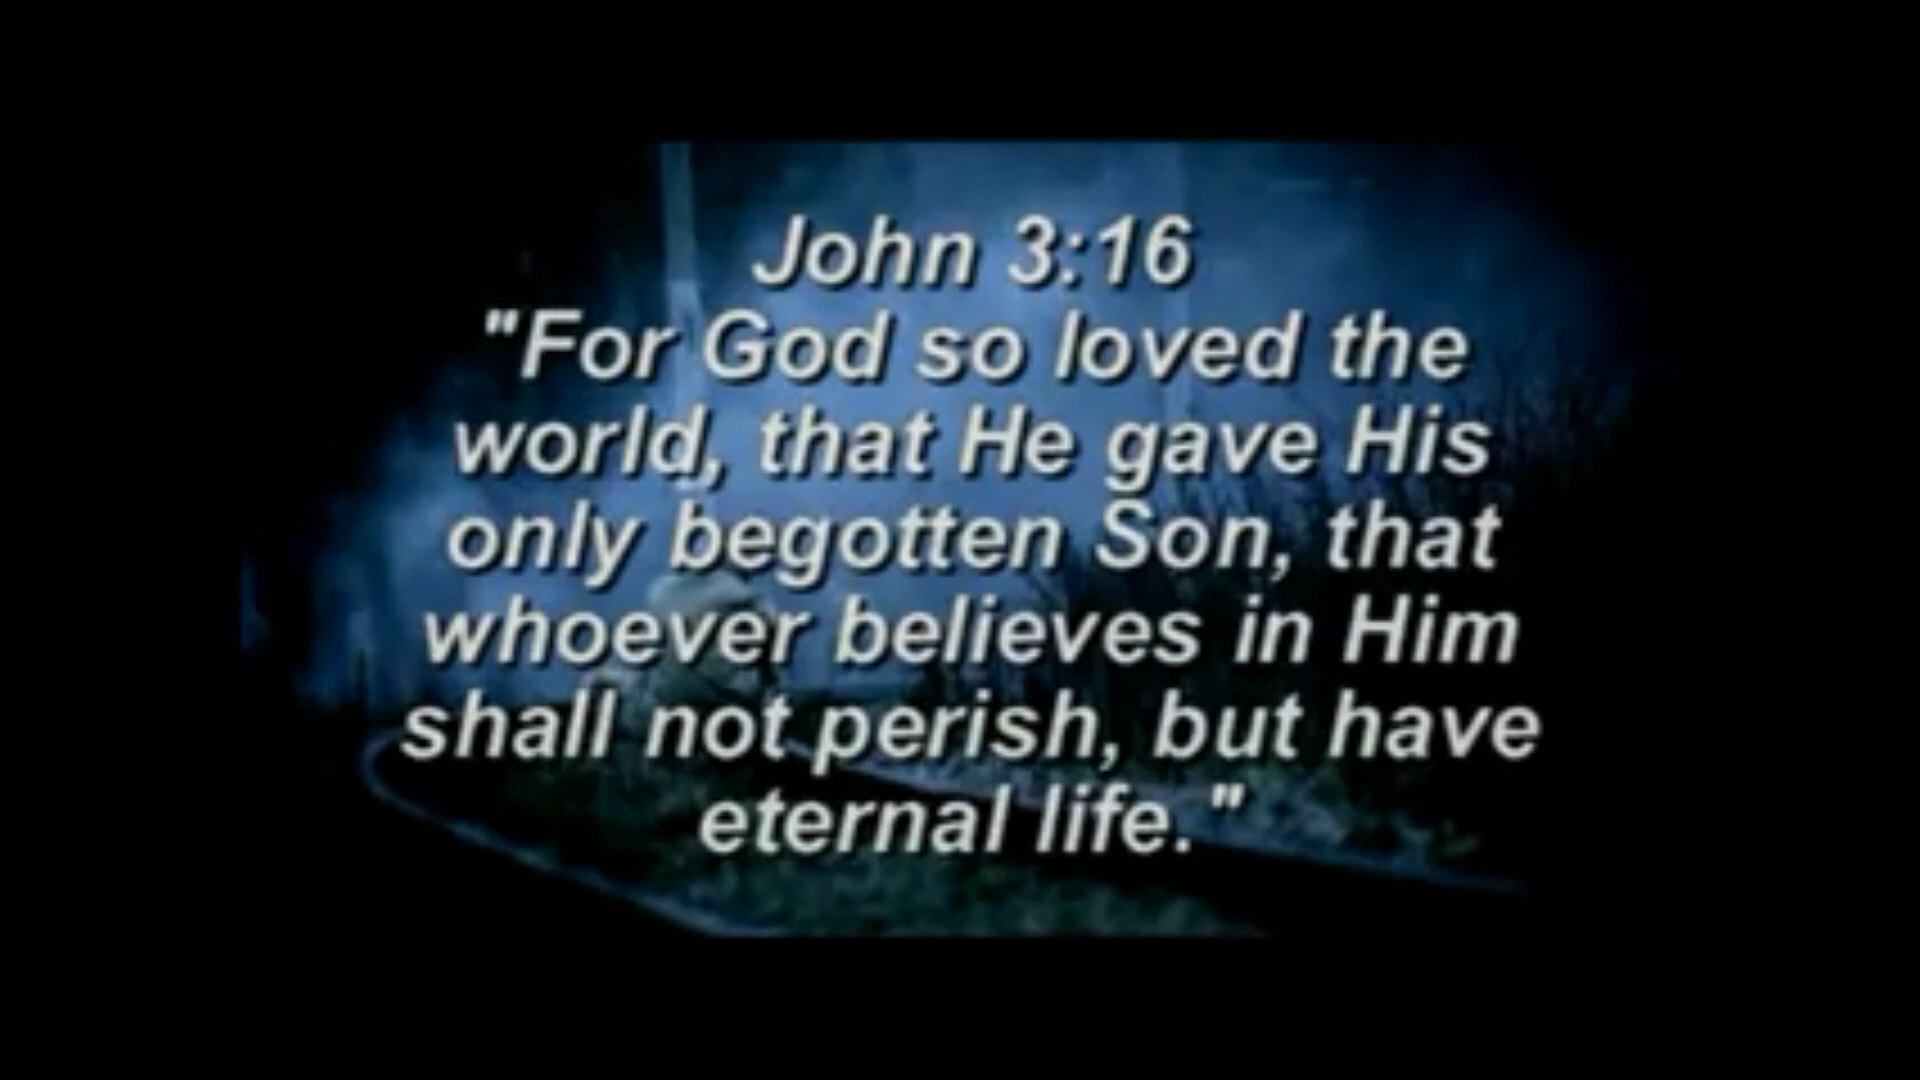 John 3:16
"For God so loved the
world, that He gave His
only begotten Son, that
whoever believes in Him
shall not perish, but have
eternal life."